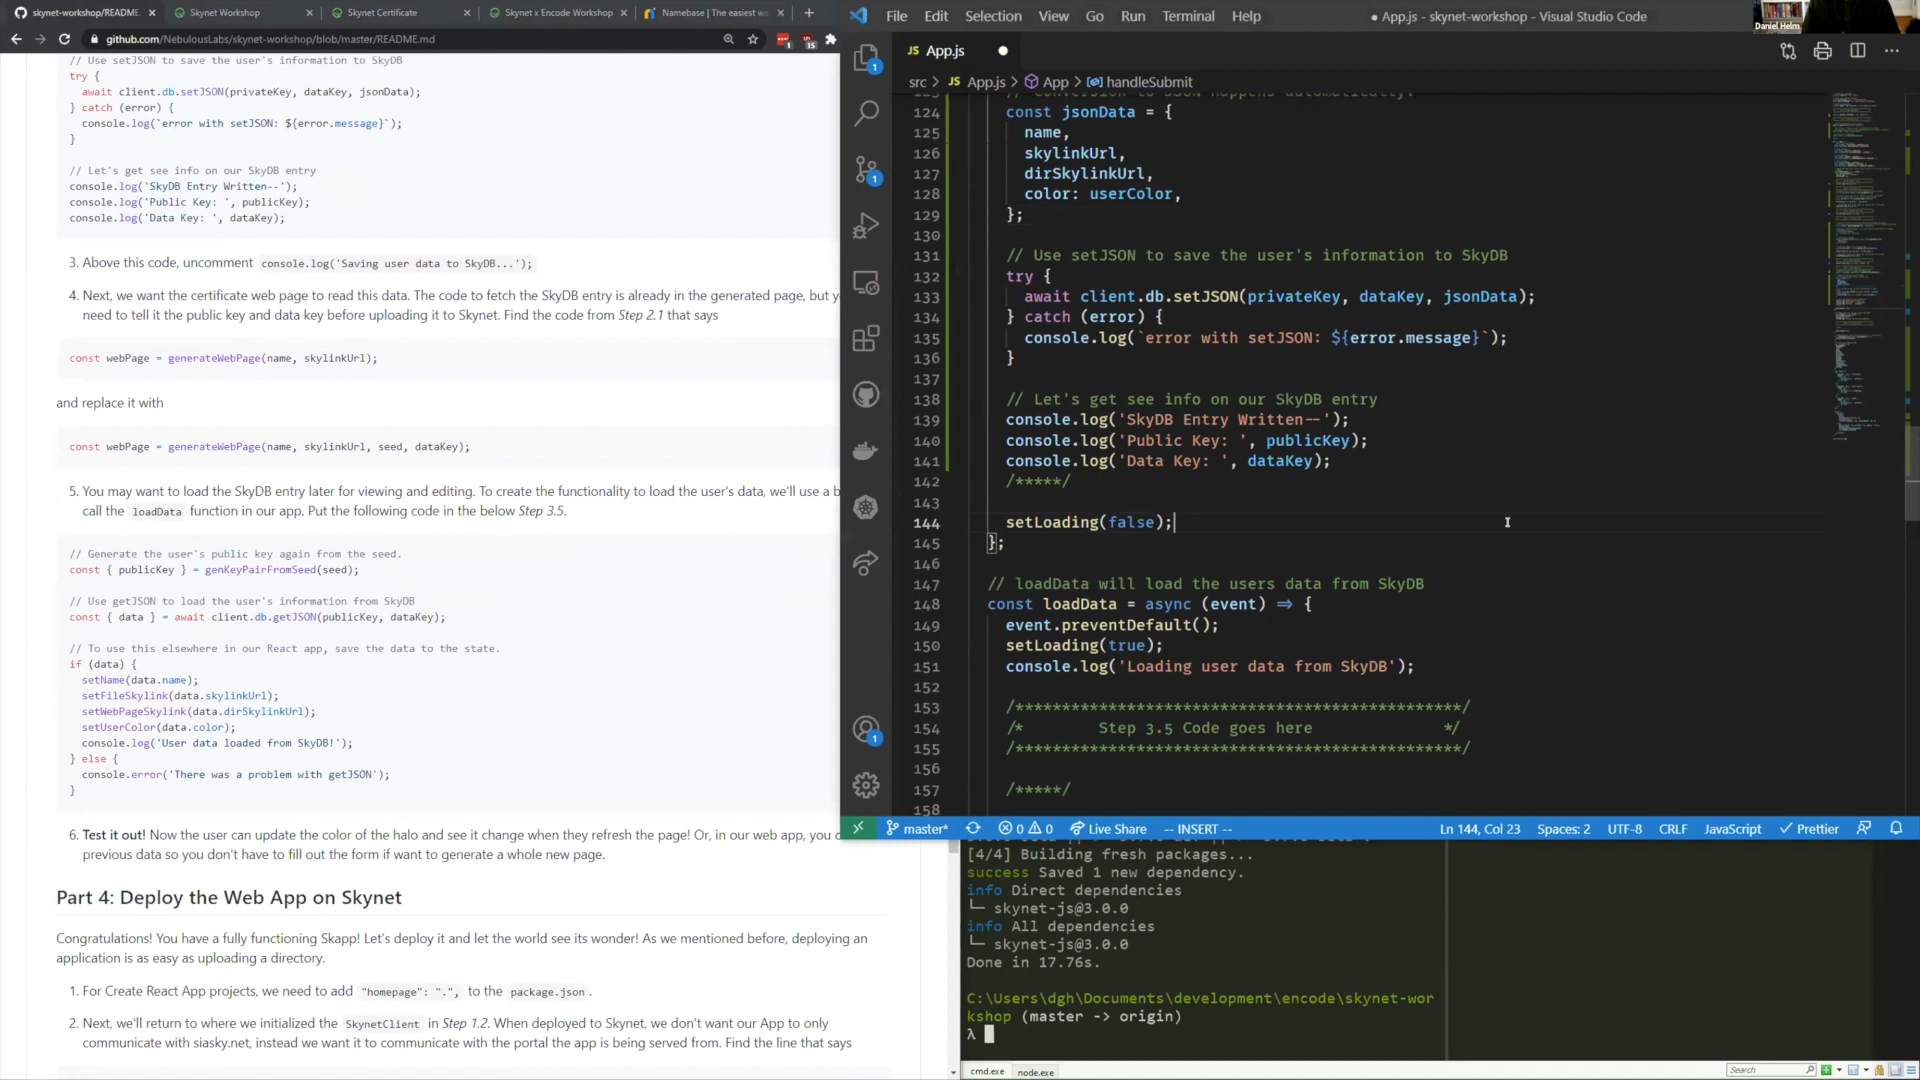 skynet-workshop/README.
Skynet Workshop
Skynet Certificate
Skynet x Encode Workshop
Namebase | The easiest w
github.com/NebulousLabs/skynet-workshop/blob/master/README.md
// Use setJSON to save the user's information to SkyDB
try {
await client.db.setJSON(privateKey, dataKey, jsonData);
} catch (error) {
console.log(`error with setJSON: ${error.message}`);
}
// Let's get see info on our SkyDB entry
console.log('SkyDB Entry Written--');
console.log('Public Key: ', publicKey);
console.log('Data Key: ', dataKey);
3. Above this code, uncomment console.log('Saving user data to SkyDB...');
4. Next, we want the certificate web page to read this data. The code to fetch the SkyDB entry is already in the generated page, but y
need to tell it the public key and data key before uploading it to Skynet. Find the code from Step 2.1 that says
const webPage = generateWebPage(name, skylinkUrl);
and replace it with
const webPage = generateWebPage(name, skylinkUrl, seed, dataKey);
5. You may want to load the SkyDB entry later for viewing and editing. To create the functionality to load the user's data, we'll use a b
call the loadData function in our app. Put the following code in the below Step 3.5.
// Generate the user's public key again from the seed.
const { publicKey } = genKeyPairFromSeed(seed);
// Use getJSON to load the user's information from SkyDB
const { data } = await client.db.getJSON(publicKey, dataKey);
// To use this elsewhere in our React app, save the data to the state.
if (data) {
setName(data.name);
setFileSkylink(data.skylinkUrl);
setWebPageSkylink(data.dirSkylinkUrl);
setUserColor(data.color);
console.log('User data loaded from SkyDB!');
} else {
console.error('There was a problem with getJSON');
}
6. Test it out! Now the user can update the color of the halo and see it change when they refresh the page! Or, in our web app, you c
previous data so you don't have to fill out the form if want to generate a whole new page.
Part 4: Deploy the Web App on Skynet
Congratulations! You have a fully functioning Skapp! Let's deploy it and let the world see its wonder! As we mentioned before, deploying an
application is as easy as uploading a directory.
1. For Create React App projects, we need to add "homepage": ".", to the package.json .
2. Next, we'll return to where we initialized the SkynetClient in Step 1.2. When deployed to Skynet, we don't want our App to only
communicate with siasky.net, instead we want it to communicate with the portal the app is being served from. Find the line that says
File Edit Selection View Go Run Terminal Help
● App.js - skynet-workshop - Visual Studio Code
Daniel Helm
JS App.js
src > JS App.js > App > handleSubmit
// Conversion to JSON happens automatically.
124 const jsonData = {
125 name,
126 skylinkUrl,
127 dirSkylinkUrl,
128 color: userColor,
129 };
130
131 // Use setJSON to save the user's information to SkyDB
132 try {
133 await client.db.setJSON(privateKey, dataKey, jsonData);
134 } catch (error) {
135 console.log(`error with setJSON: ${error.message}`);
136 }
137
138 // Let's get see info on our SkyDB entry
139 console.log('SkyDB Entry Written--');
140 console.log('Public Key: ', publicKey);
141 console.log('Data Key: ', dataKey);
142 /*****/
143
144 setLoading(false);
145 };
146
147 // loadData will load the users data from SkyDB
148 const loadData = async (event) => {
149 event.preventDefault();
150 setLoading(true);
151 console.log('Loading user data from SkyDB');
152
153 /************************************************/
154 /* Step 3.5 Code goes here */
155 /************************************************/
156
157 /*****/
158
master* 0 0 Live Share -- INSERT -- Ln 144, Col 23 Spaces: 2 UTF-8 CRLF JavaScript Prettier
[4/4] Building fresh packages...
success Saved 1 new dependency.
info Direct dependencies
└─ skynet-js@3.0.0
info All dependencies
└─ skynet-js@3.0.0
Done in 17.76s.
C:\Users\dgh\Documents\development\encode\skynet-wor
kshop (master -> origin)
λ
cmd.exe node.exe
Search